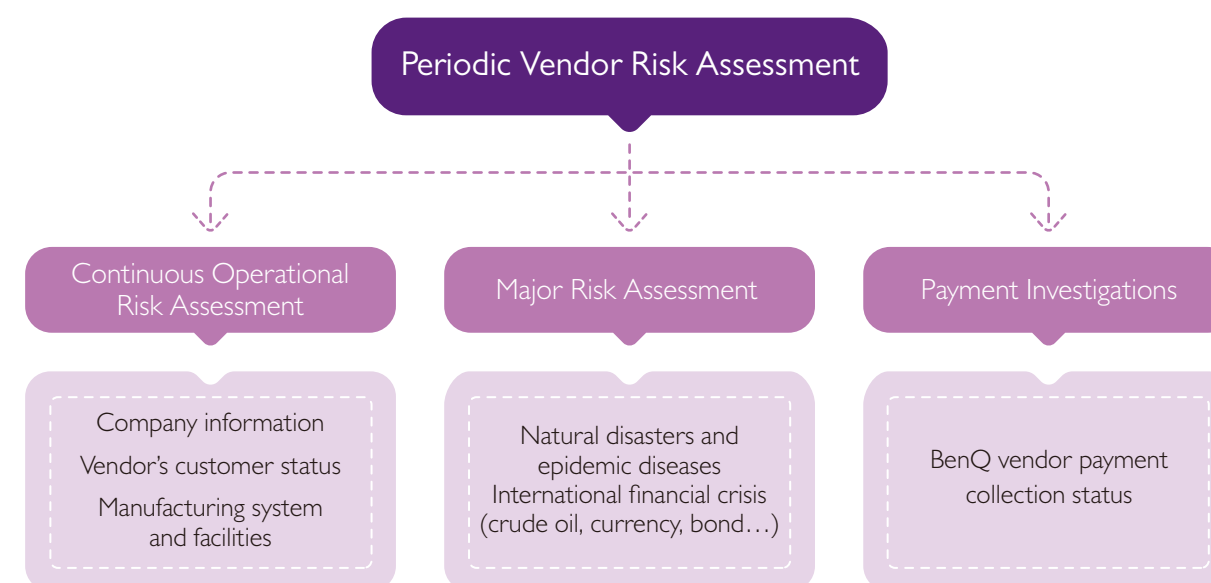 Periodic Vendor Risk Assessment
Continuous Operational
Risk Assessment
Major Risk Assessment
Payment Investigations
Company information
Vendor’s customer status
Manufacturing system
and facilities
Natural disasters and
epidemic diseases
International financial crisis
(crude oil, currency, bond…)
BenQ vendor payment
collection status